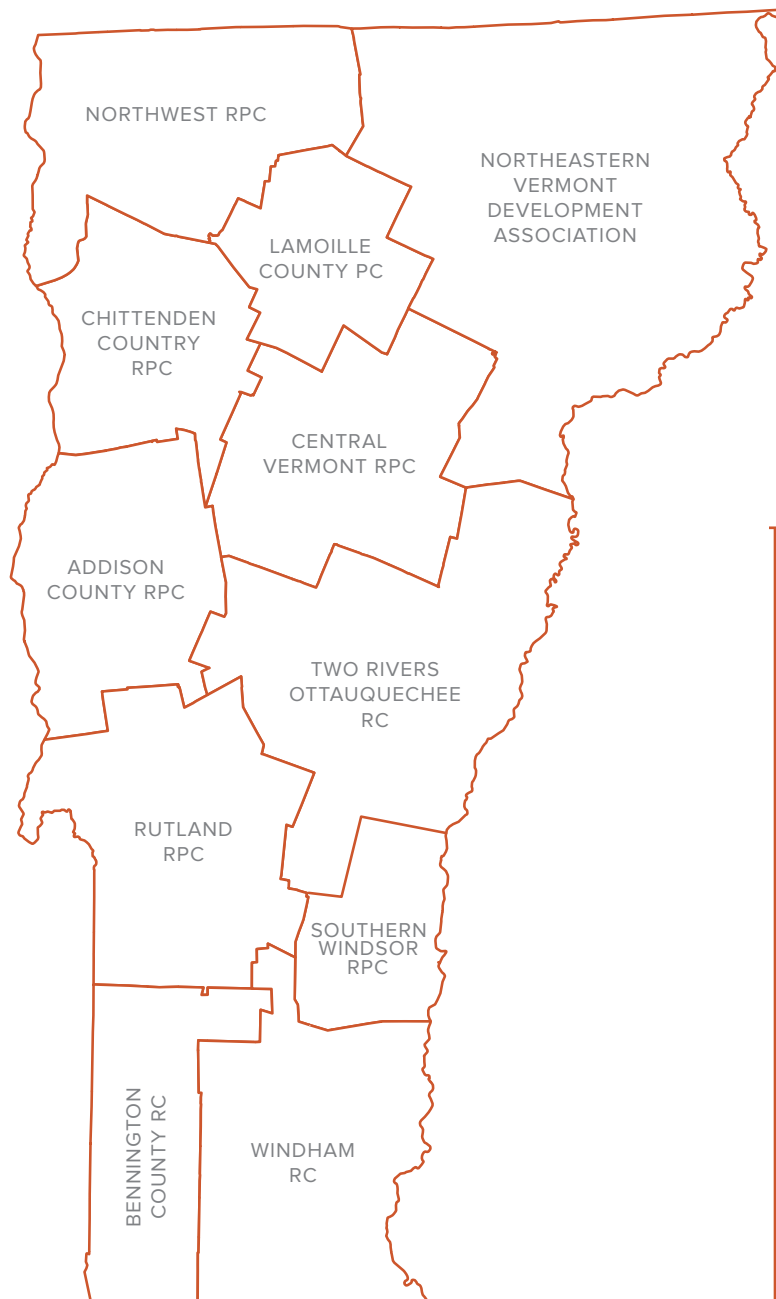 NORTHWEST RPC
NORTHEASTERN
VERMONT
DEVELOPMENT
ASSOCIATION
LAMOILLE
COUNTY PC
CHITTENDEN
COUNTRY
RPC
CENTRAL
VERMONT RPC
ADDISON
COUNTY RPC
TWO RIVERS
OTTAUQUECHEE
RC
RUTLAND
RPC
SOUTHERN
WINDSOR
RPC
BENNINGTON
COUNTY RC
WINDHAM
RC